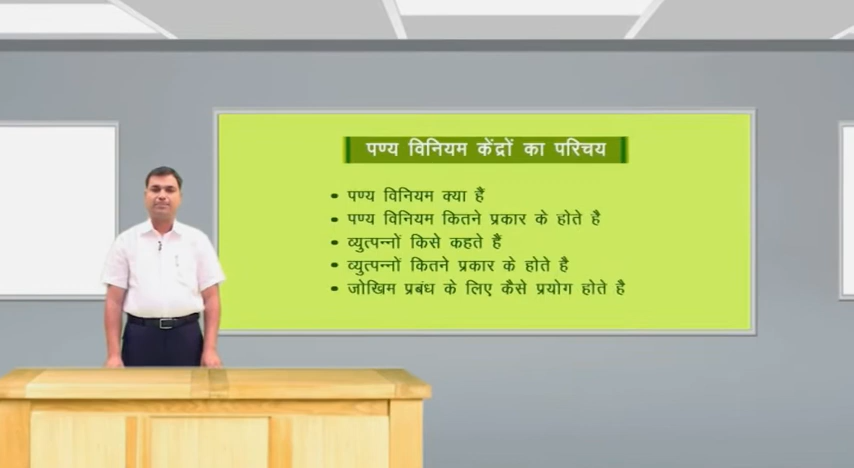 पण्य विनियम केंद्रों का परिचय
• पण्य विनियम क्या हैं
• पण्य विनियम कितने प्रकार के होते है
• व्युत्पन्नों किसे कहते हैं
• व्युत्पन्नों कितने प्रकार के होते है
• जोखिम प्रबंध के लिए कैसे प्रयोग होते है